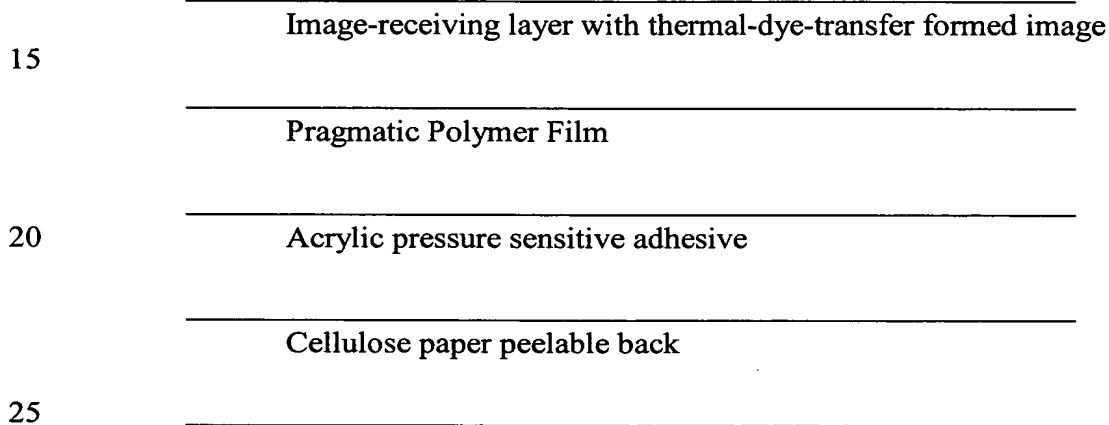 Image-receiving layer with thermal-dye-transfer formed image
15
Pragmatic Polymer Film
20 Acrylic pressure sensitive adhesive
Cellulose paper peelable back
25